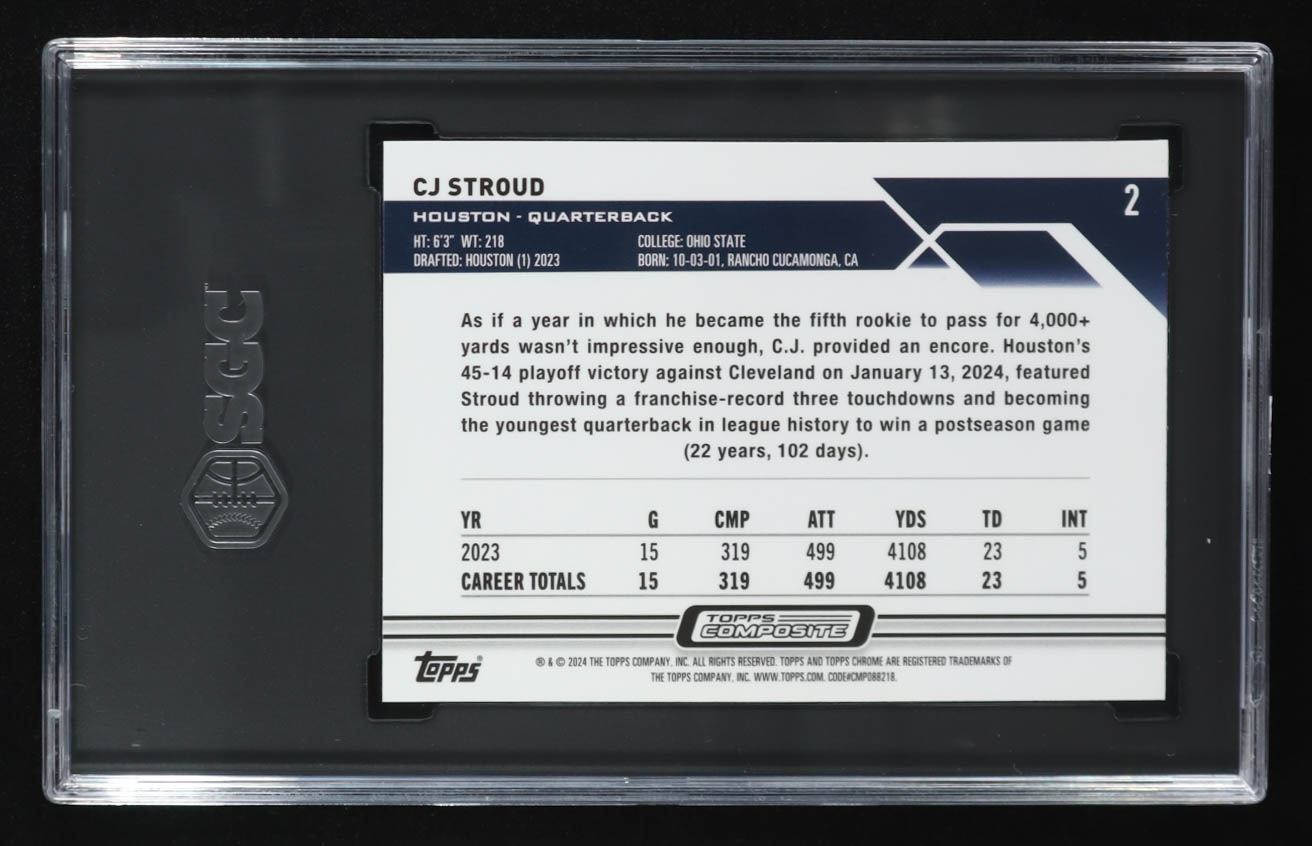 SGC
CJ STROUD
2
HOUSTON - QUARTERBACK
HT: 6'3" WT: 218 COLLEGE: OHIO STATE
DRAFTED: HOUSTON (1) 2023 BORN: 10-03-01, RANCHO CUCAMONGA, CA
As if a year in which he became the fifth rookie to pass for 4,000+
yards wasn't impressive enough, C.J. provided an encore. Houston's
45-14 playoff victory against Cleveland on January 13, 2024, featured
Stroud throwing a franchise-record three touchdowns and becoming
the youngest quarterback in league history to win a postseason game
(22 years, 102 days).
YR G CMP ATT YDS TD INT
2023 15 319 499 4108 23 5
CAREER TOTALS 15 319 499 4108 23 5
TOPPS
COMPOSITE
Topps®
® & © 2024 THE TOPPS COMPANY, INC. ALL RIGHTS RESERVED. TOPPS AND TOPPS CHROME ARE REGISTERED TRADEMARKS OF
THE TOPPS COMPANY, INC. WWW.TOPPS.COM. CODE#CMP088218.